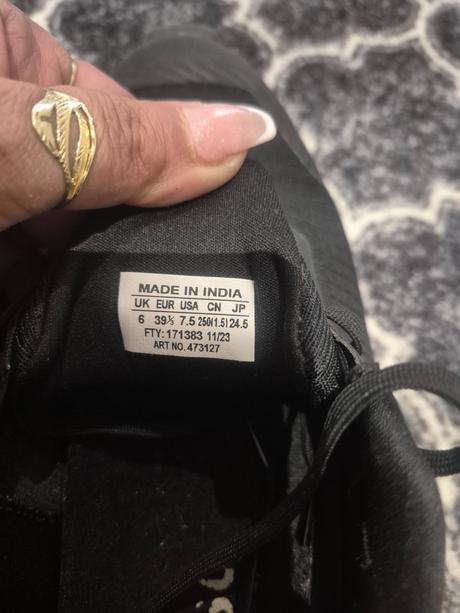 MADE IN INDIA
UK EUR USA CN JP
6 39½ 7.5 250(1.5) 24.5
FTY: 171383 11/23
ART NO. 473127